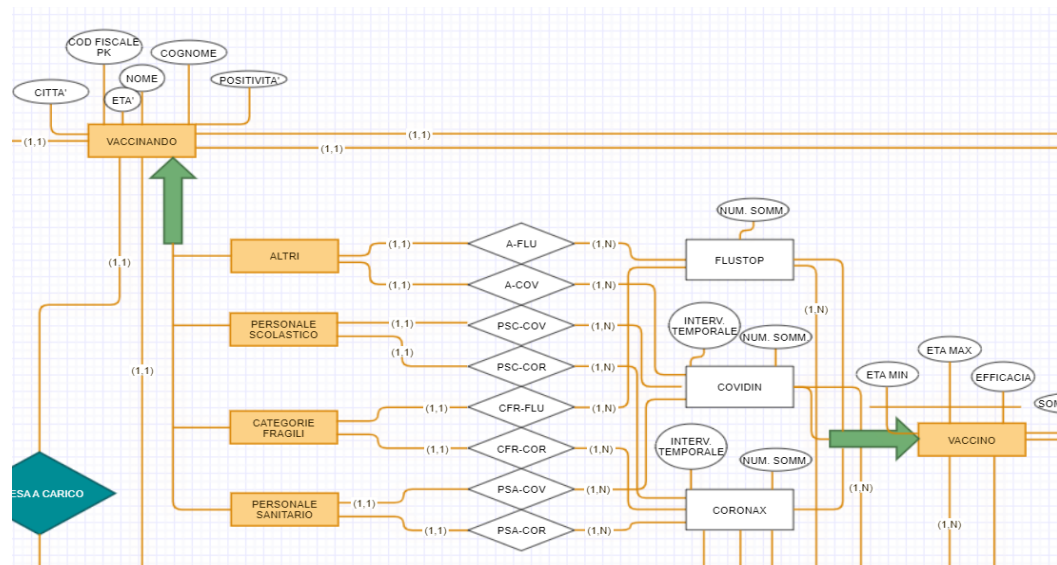 COD FISCALE
PK
COGNOME
NOME
POSITIVITA'
CITTA'
ETA'
(1,1)
VACCINANDO
(1,1)
(1,1)
NUM. SOMM
ALTRI
(1,1)
A-FLU
(1,N)
FLUSTOP
(1,1)
(1,1)
A-COV
(1,N)
PERSONALE
SCOLASTICO
(1,1)
PSC-COV
(1,N)
INTERV.
TEMPORALE
NUM. SOMM
(1,N)
(1,1)
PSC-COR
(1,N)
COVIDIN
ETA MIN
ETA MAX
EFFICACIA
(1,1)
CATEGORIE
FRAGILI
(1,1)
CFR-FLU
(1,N)
SOM
(1,1)
CFR-COR
(1,N)
INTERV.
TEMPORALE
NUM. SOMM
VACCINO
ESA A CARICO
PERSONALE
SANITARIO
(1,1)
PSA-COV
(1,N)
CORONAX
(1,N)
(1,1)
PSA-COR
(1,N)
(1,N)